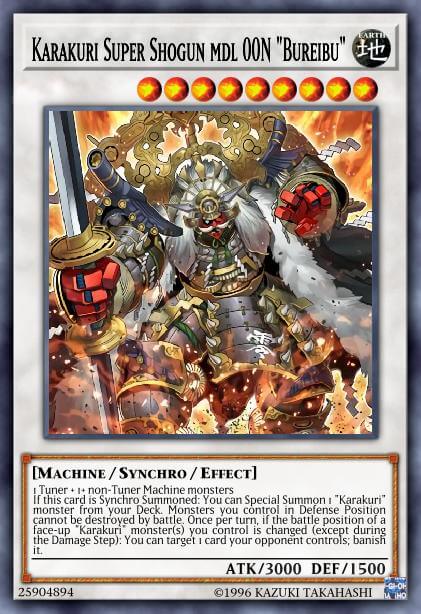 KARAKURI SUPER SHOGUN MDL 00N "BUREIBU"
EARTH
地
[MACHINE / SYNCHRO / EFFECT]
1 Tuner + 1+ non-Tuner Machine monsters
If this card is Synchro Summoned: You can Special Summon 1 "Karakuri"
monster from your Deck. Monsters you control in Defense Position
cannot be destroyed by battle. Once per turn, if the battle position of a
face-up "Karakuri" monster(s) you control is changed (except during
the Damage Step): You can target 1 card your opponent controls; banish
it.
ATK/3000 DEF/1500
25904894
©1996 KAZUKI TAKAHASHI